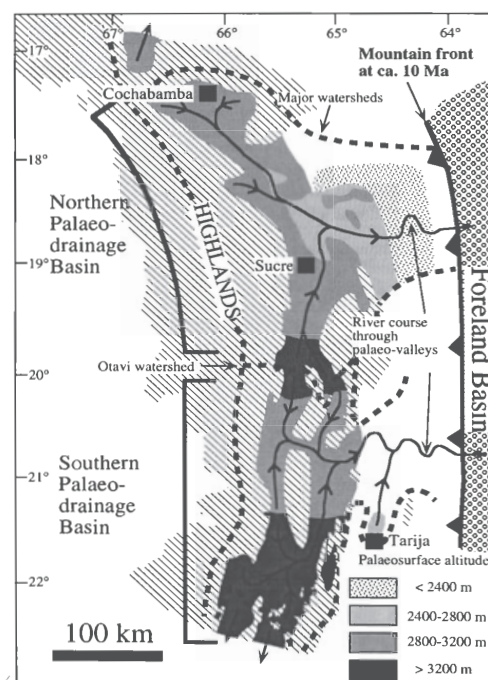 66°
65°
64°
17°
18°
19°
20°
21°
22°
Mountain front
at ca. 10 Ma
Cochabamba
Major watersheds
Northern
Palaeo-
drainage
Basin
HIGHLANDS
Sucre
River course
through
palaeo-valleys
Foreland Basin
Otavi watershed
Southern
Palaeo-
drainage
Basin
Tarija
Palaeosurface altitude
< 2400 m
2400-2800 m
2800-3200 m
> 3200 m
100 km